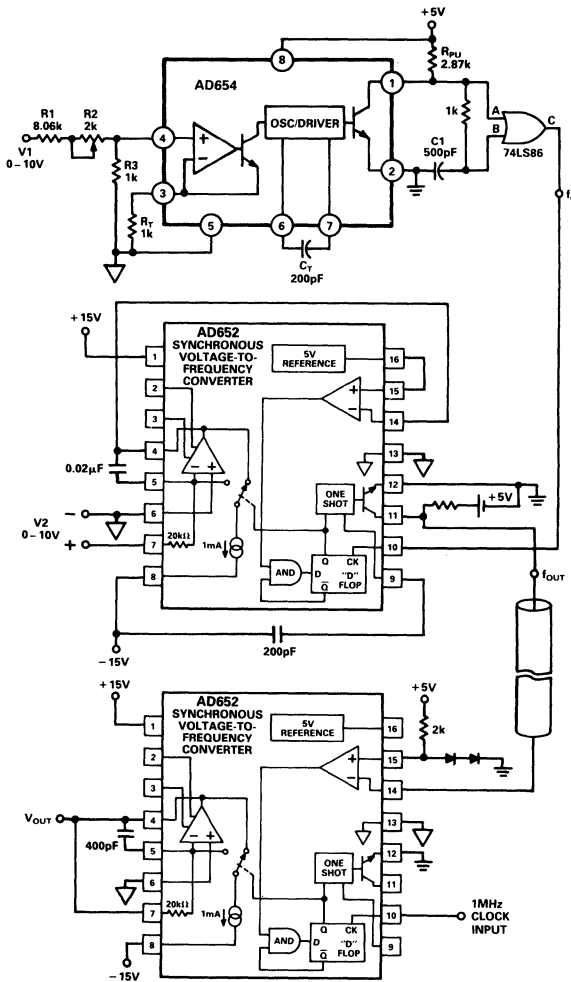 +5V
R_PU
2.87k
8
AD654
1
R1
8.06k
R2
2k
OSC/DRIVER
1k
A
B
C
74LS86
V1
0–10V
4
+
–
C1
500pF
2
R3
1k
3
R_T
1k
5
6
7
C_T
200pF
+15V
AD652
SYNCHRONOUS
VOLTAGE-TO-
FREQUENCY
CONVERTER
5V
REFERENCE
1
2
3
4
5
6
7
8
16
15
14
13
12
11
10
9
+
–
0.02µF
– +
–
V2
0–10V
+
20kΩ
1mA
ONE
SHOT
+5V
AND
Q
CK
D
"D"
FLOP
Q̅
f_OUT
–15V
200pF
+15V
AD652
SYNCHRONOUS
VOLTAGE-TO-
FREQUENCY
CONVERTER
5V
REFERENCE
+5V
2k
1
2
3
4
5
6
7
8
16
15
14
13
12
11
10
9
+
–
V_OUT
400pF
– +
20kΩ
1mA
ONE
SHOT
AND
Q
CK
D
"D"
FLOP
Q̅
1MHz
CLOCK
INPUT
–15V